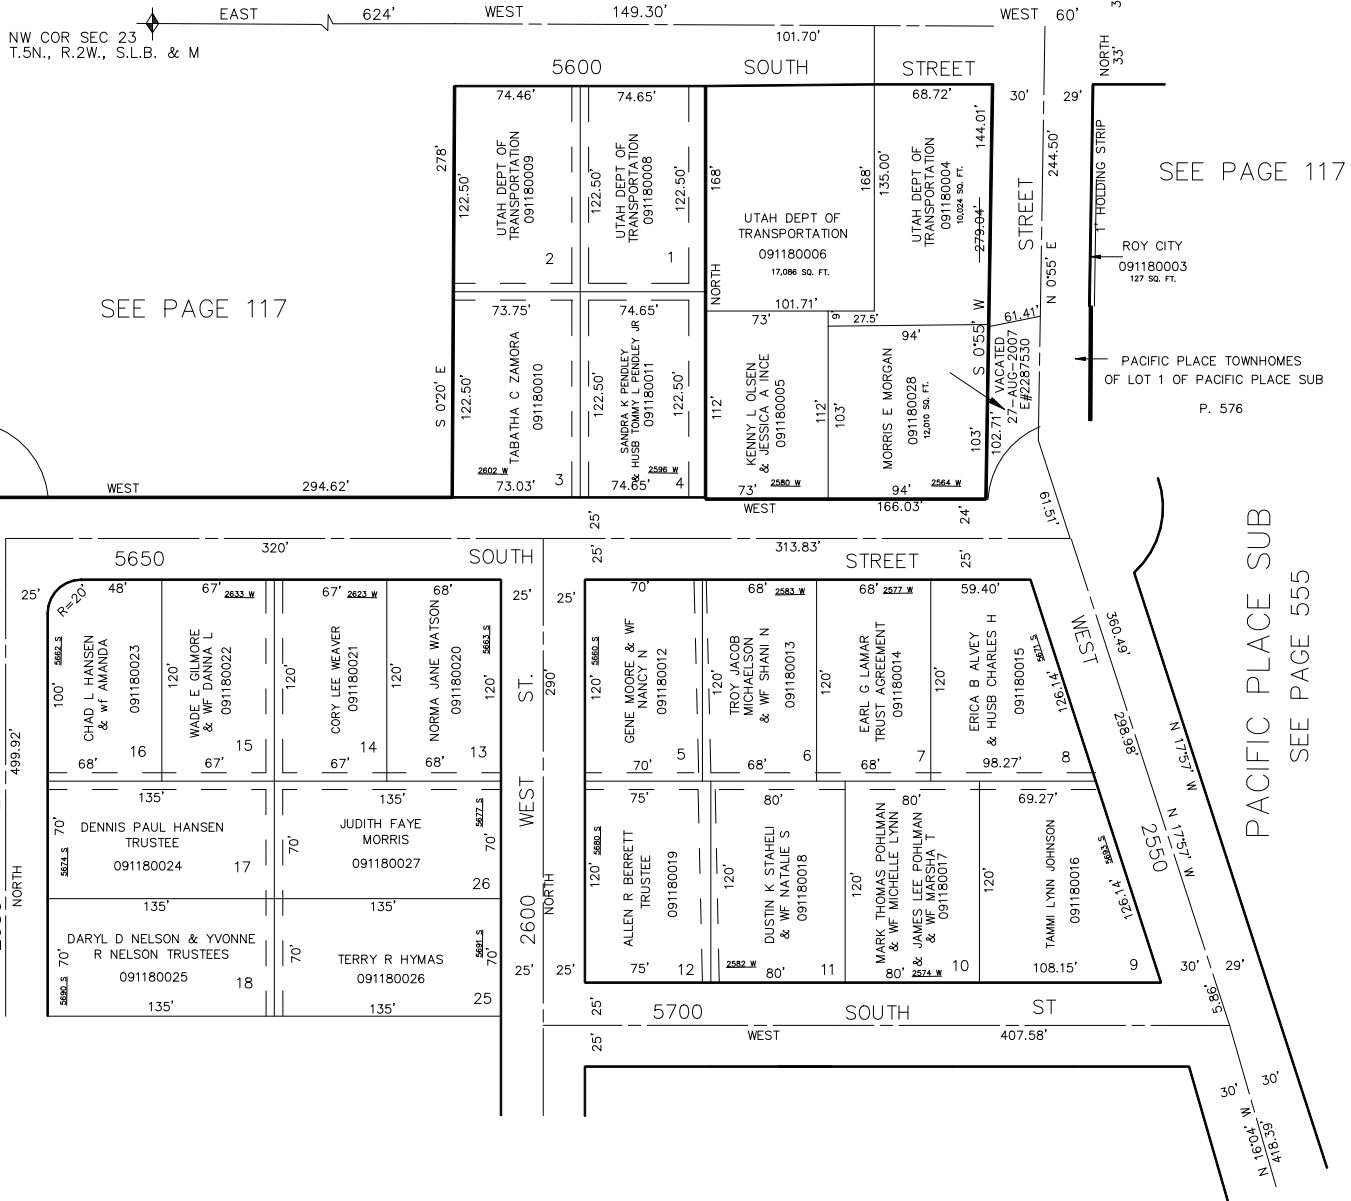 EAST 624' WEST 149.30' WEST 60'
NW COR SEC 23
T.5N., R.2W., S.L.B. & M
101.70'
NORTH
33'
5600 SOUTH STREET
74.46'
74.65'
68.72'
30'
29'
278'
122.50'
UTAH DEPT OF
TRANSPORTATION
091180009
2
122.50'
UTAH DEPT OF
TRANSPORTATION
091180008
122.50'
1
168'
NORTH
UTAH DEPT OF
TRANSPORTATION
091180006
17,086 SQ. FT.
101.71'
168'
135.00'
UTAH DEPT OF
TRANSPORTATION
091180004
10,024 SQ. FT.
144.01'
279.04'
S 0°55' W
STREET
244.50'
N 0°55' E
1' HOLDING STRIP
SEE PAGE 117
ROY CITY
091180003
127 SQ. FT.
SEE PAGE 117
PACIFIC PLACE TOWNHOMES
OF LOT 1 OF PACIFIC PLACE SUB
P. 576
S 0°20' E
122.50'
73.75'
TABATHA C ZAMORA
091180010
2602 W
73.03'
3
74.65'
122.50'
SANDRA K PENDLEY
& HUSB TOMMY L PENDLEY JR
091180011
122.50'
2596 W
74.65'
4
73'
112'
KENNY L OLSEN
& JESSICA A INCE
091180005
112'
73'
2580 W
9'
27.5'
94'
103'
MORRIS E MORGAN
091180028
12,010 SQ. FT.
103'
94'
2564 W
61.41'
VACATED
27-AUG-2007
E#2287530
102.71'
WEST 294.62'
WEST 166.03'
24'
61.51'
25'
25'
320'
313.83'
5650 SOUTH STREET
25'
25'
R=20'
48'
5662 S
100'
CHAD L HANSEN
& wf AMANDA
091180023
16
68'
67'
2633 W
120'
WADE E GILMORE
& WF DANNA L
091180022
15
67'
67'
2623 W
120'
CORY LEE WEAVER
091180021
14
67'
68'
120'
NORMA JANE WATSON
091180020
5663 S
120'
13
68'
25'
25'
290'
WEST ST.
2600
NORTH
25'
25'
70'
5660 S
120'
GENE MOORE & WF
NANCY N
091180012
5
70'
68'
2583 W
120'
TROY JACOB
MICHAELSON
& WF SHANI N
091180013
6
68'
68'
2577 W
120'
EARL G LAMAR
TRUST AGREEMENT
091180014
7
68'
59.40'
120'
ERICA B ALVEY
& HUSB CHARLES H
091180015
5671 S
126.14'
8
98.27'
WEST
360.49'
298.98'
N 17°57' W
N 17°57' W
2550
PACIFIC PLACE SUB
SEE PAGE 555
499.92'
NORTH
135'
70'
DENNIS PAUL HANSEN
TRUSTEE
091180024
5674 S
17
135'
135'
70'
JUDITH FAYE
MORRIS
091180027
5677 S
70'
26
135'
70'
DARYL D NELSON & YVONNE
R NELSON TRUSTEES
091180025
5690 S
18
135'
70'
TERRY R HYMAS
091180026
5691 S
70'
25
135'
75'
5680 S
120'
ALLEN R BERRETT
TRUSTEE
091180019
75'
12
80'
120'
DUSTIN K STAHELI
& WF NATALIE S
091180018
2582 W
80'
11
80'
120'
MARK THOMAS POHLMAN
& WF MICHELLE LYNN
& JAMES LEE POHLMAN
& WF MARSHA T
091180017
80'
2574 W
10
69.27'
120'
TAMMI LYNN JOHNSON
091180016
5693 S
126.14'
108.15'
9
30'
29'
5.86'
25'
25'
5700 SOUTH ST
WEST 407.58'
30'
30'
N 16°04' W
418.39'